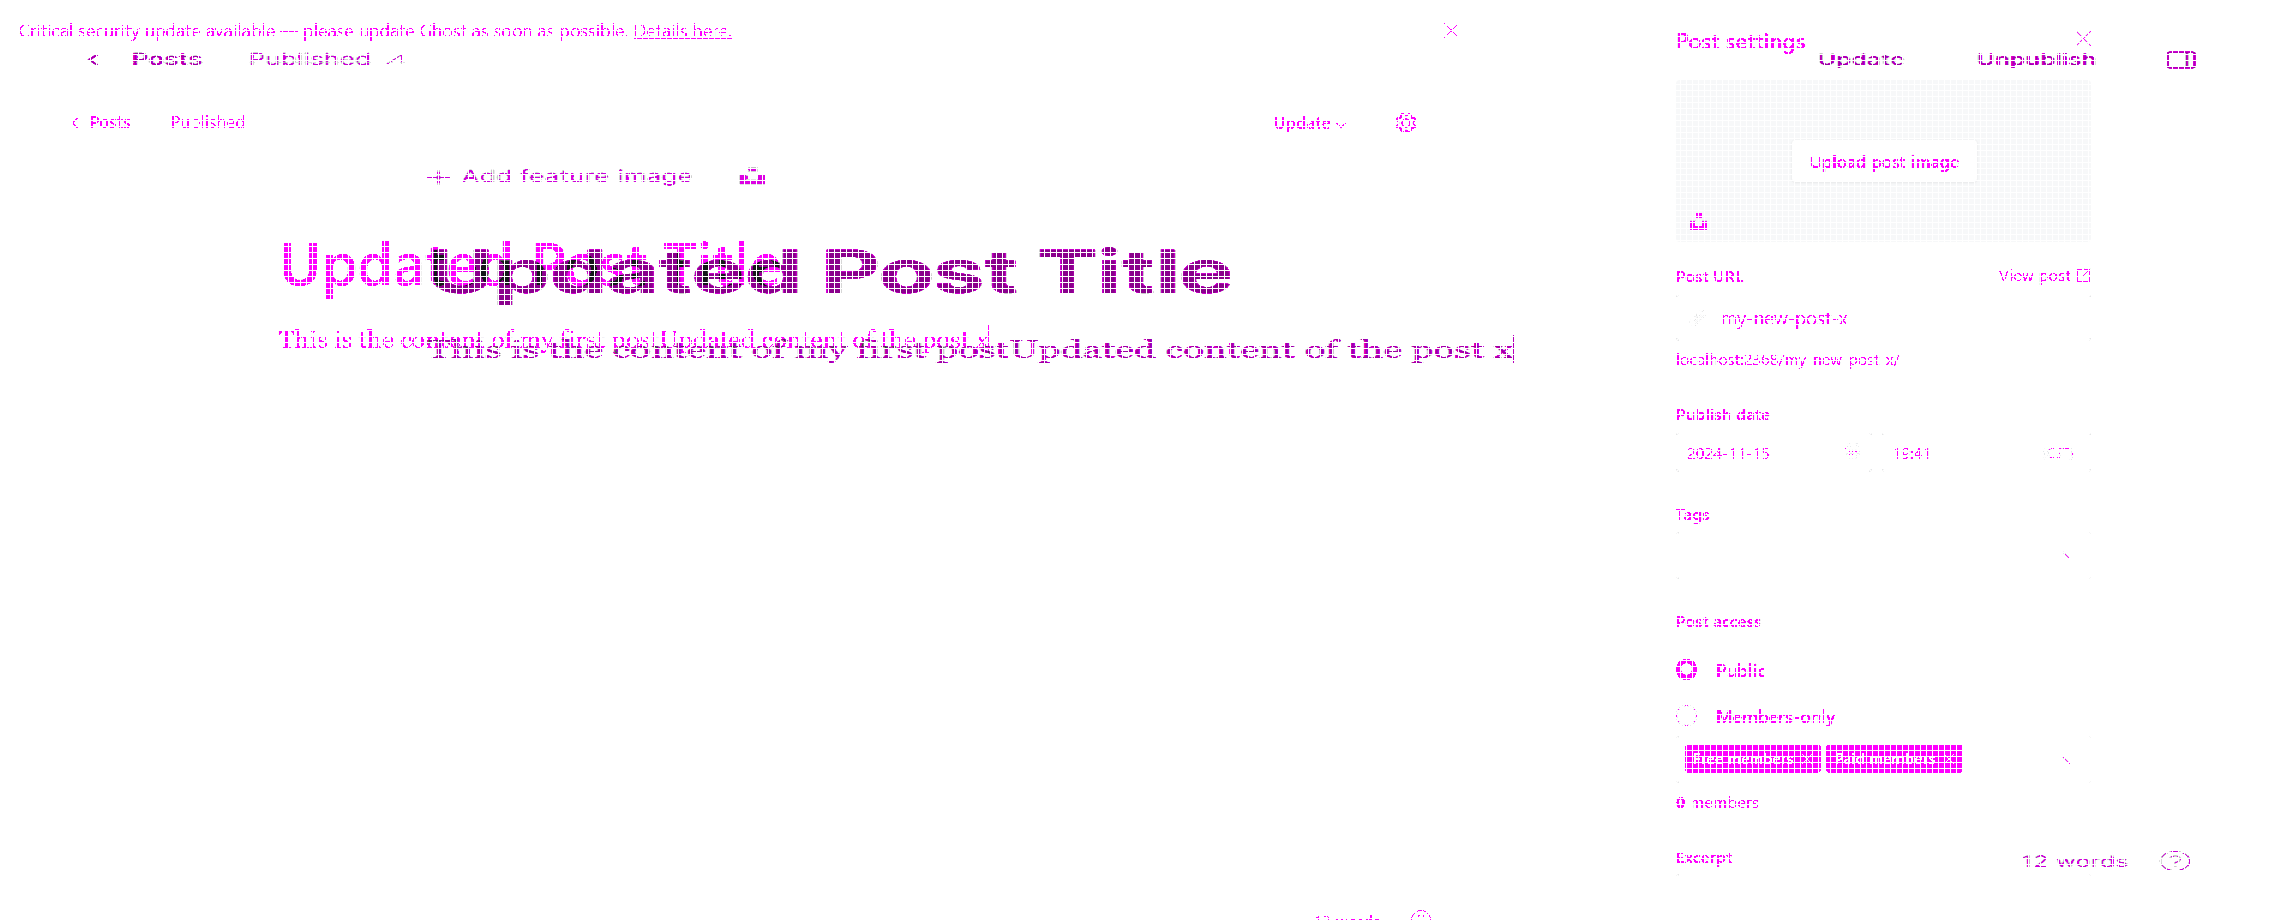 Critical security update available — please update Ghost as soon as possible. Details here.
Post settings
Posts Published
Update Unpublish
Posts Published
Update
Upload post image
Add feature image
Updated Post Title
Updated Post Title
Post URL View post
my-new-post-x
This is the content of my first postUpdated content of the post x
This is the content of my first postUpdated content of the post x
localhost:2368/my-new-post-x/
Publish date
2024-11-15 19:41
Tags
Post access
Public
Members-only
Free members × Paid members ×
0 members
Excerpt
12 words
12 words